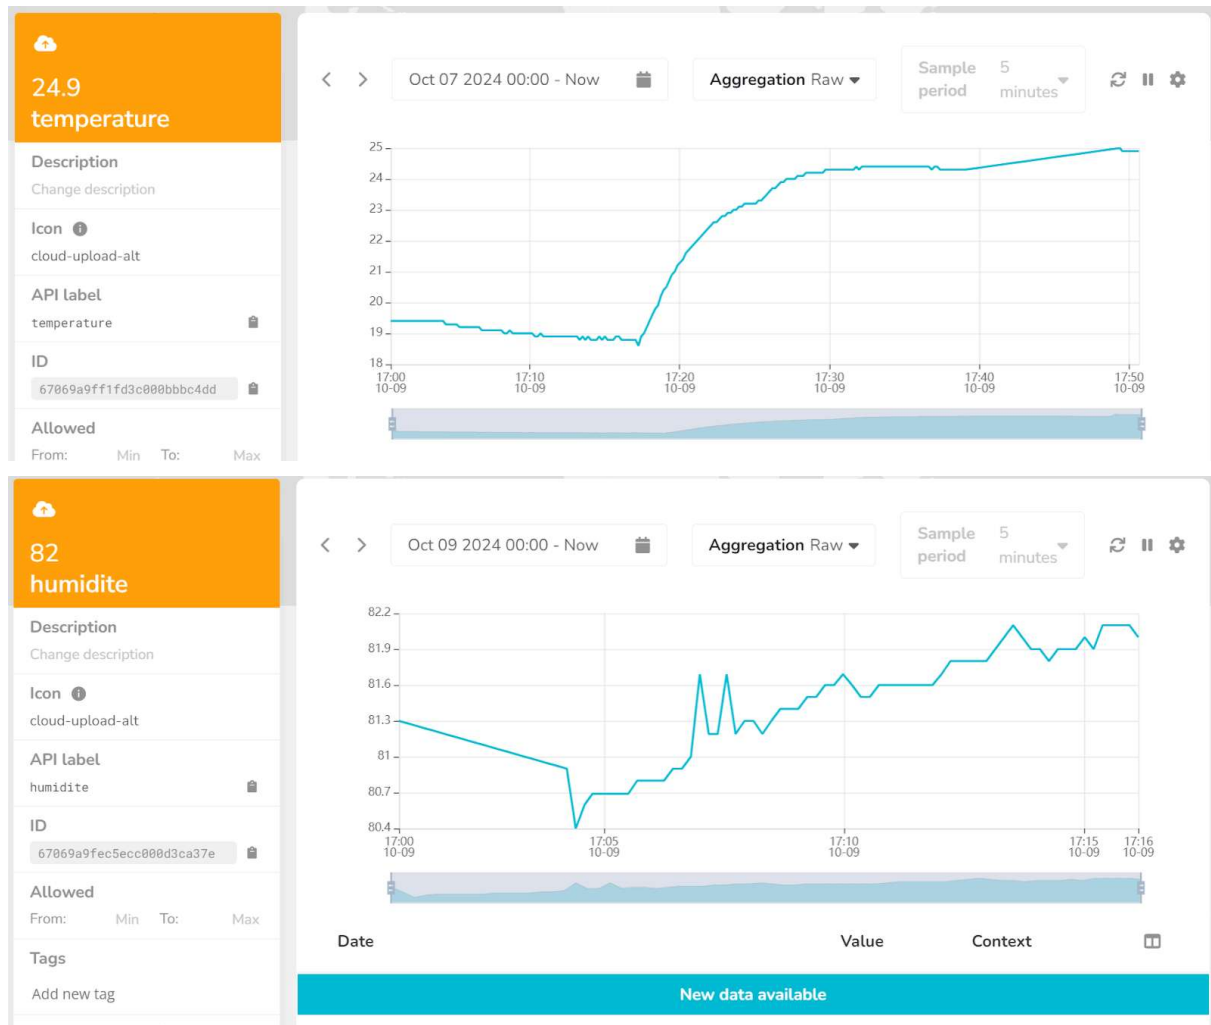 24.9
temperature
Description
Change description
Icon
cloud-upload-alt
API label
temperature
ID
67069a9ff1fd3c000bbbc4dd
Allowed
From: Min To: Max
Oct 07 2024 00:00 - Now
Aggregation Raw
Sample period 5 minutes
25
24
23
22
21
20
19
18
17:00 17:10 17:20 17:30 17:40 17:50
10-09 10-09 10-09 10-09 10-09 10-09
82
humidite
Description
Change description
Icon
cloud-upload-alt
API label
humidite
ID
67069a9fec5ecc000d3ca37e
Allowed
From: Min To: Max
Tags
Add new tag
Oct 09 2024 00:00 - Now
Aggregation Raw
Sample period 5 minutes
82.2
81.9
81.6
81.3
81
80.7
80.4
17:00 17:05 17:10 17:15 17:16
10-09 10-09 10-09 10-09 10-09
Date Value Context
New data available